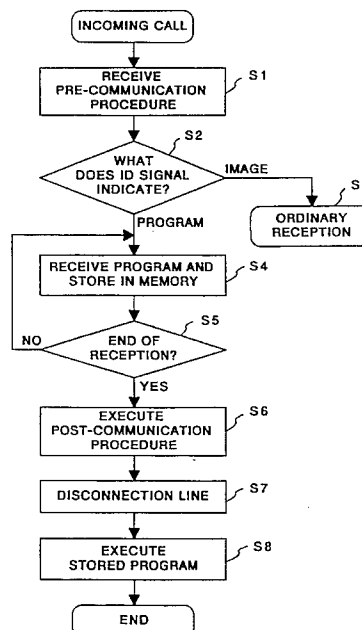 INCOMING CALL
RECEIVE
PRE-COMMUNICATION
PROCEDURE
S1
S2
WHAT
DOES ID SIGNAL
INDICATE?
IMAGE
S
ORDINARY
RECEPTION
PROGRAM
RECEIVE PROGRAM AND
STORE IN MEMORY
S4
S5
END OF
RECEPTION?
NO
YES
EXECUTE
POST-COMMUNICATION
PROCEDURE
S6
DISCONNECTION LINE
S7
EXECUTE
STORED PROGRAM
S8
END